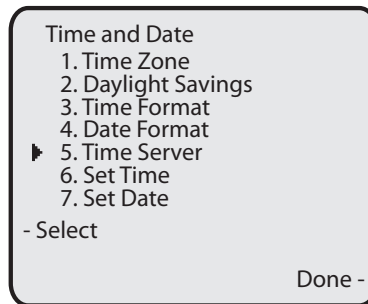 Time and Date
1. Time Zone
2. Daylight Savings
3. Time Format
4. Date Format
5. Time Server
6. Set Time
7. Set Date
- Select
Done -